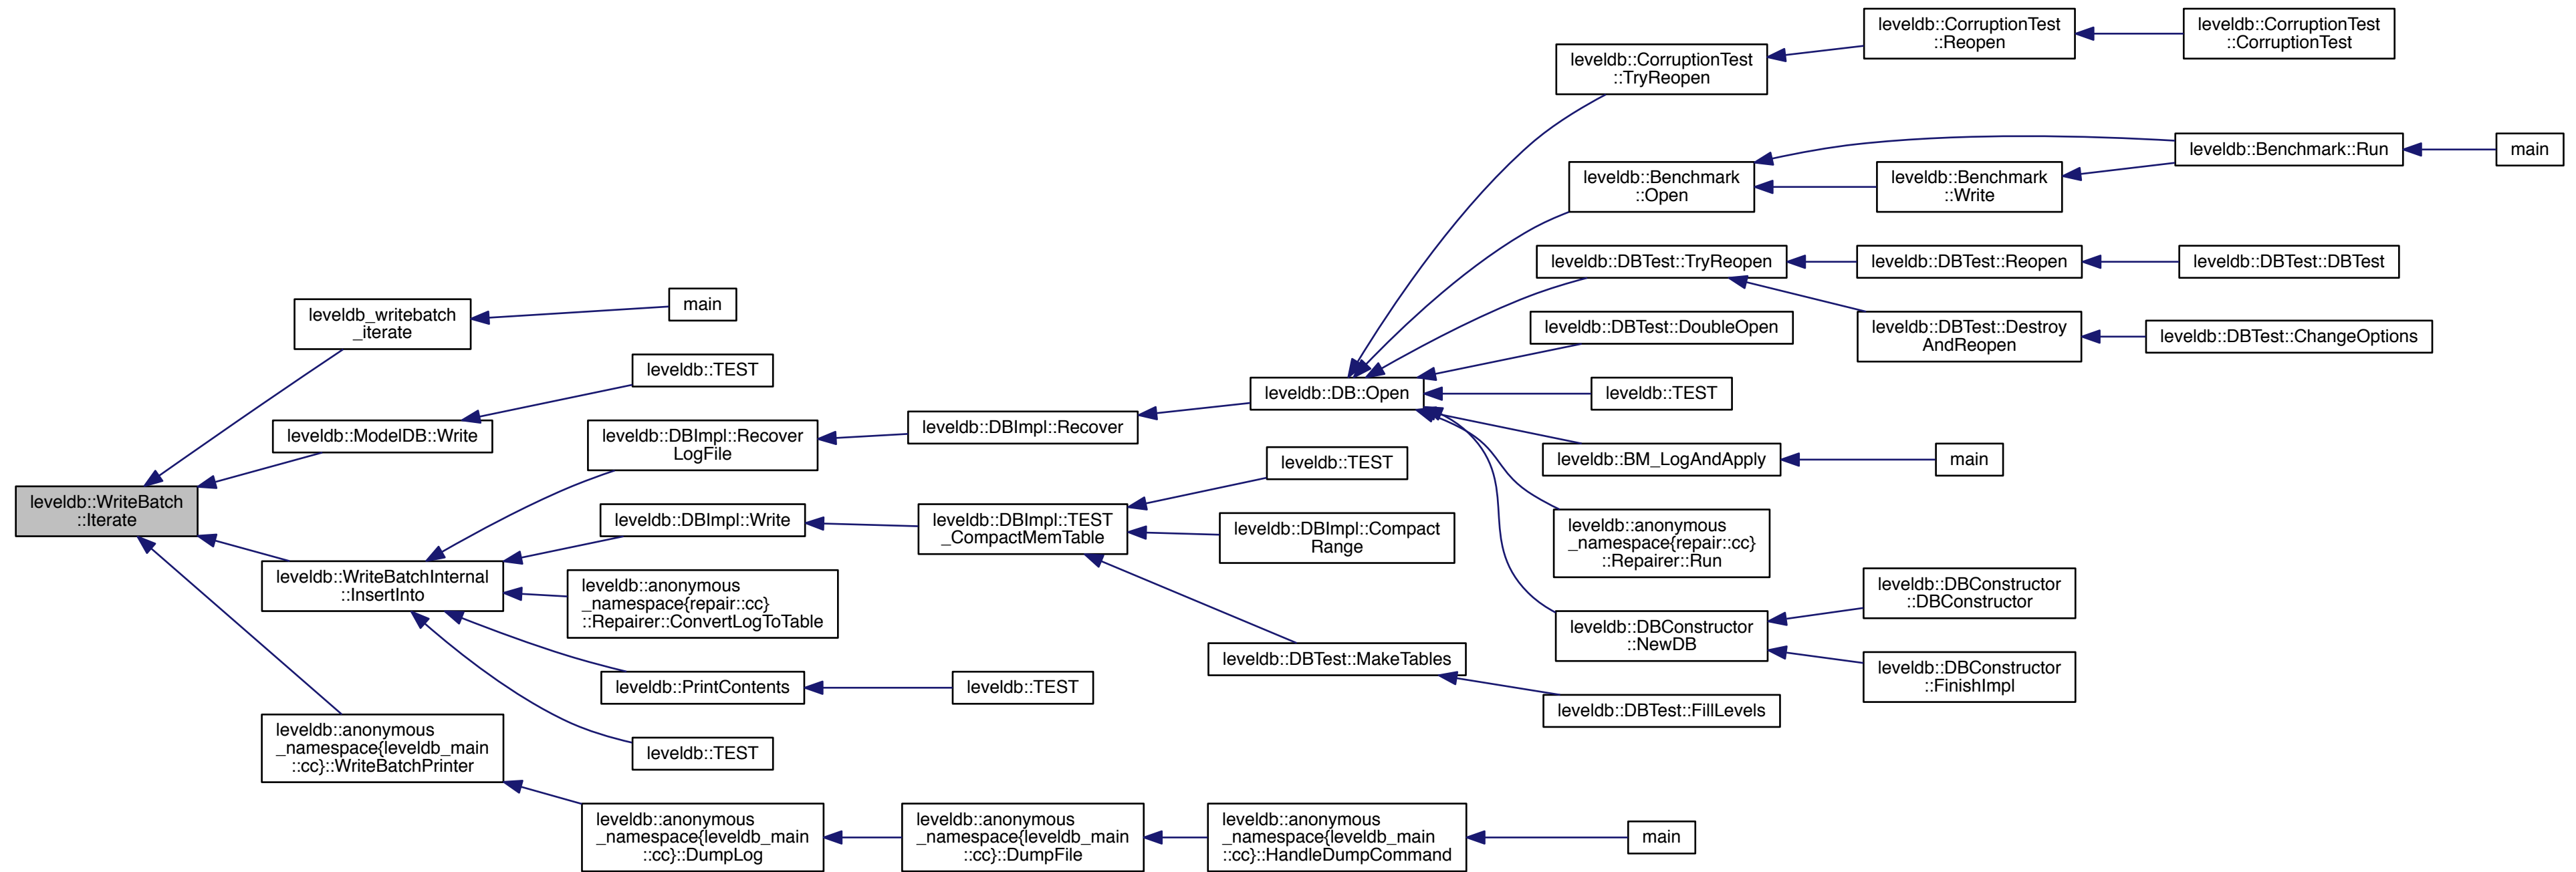 leveldb::WriteBatch
::Iterate
leveldb_writebatch
_iterate
main
leveldb::ModelDB::Write
leveldb::TEST
leveldb::WriteBatchInternal
::InsertInto
leveldb::DBImpl::Recover
LogFile
leveldb::DBImpl::Recover
leveldb::DB::Open
leveldb::CorruptionTest
::TryReopen
leveldb::CorruptionTest
::Reopen
leveldb::CorruptionTest
::CorruptionTest
leveldb::Benchmark
::Open
leveldb::Benchmark
::Write
leveldb::Benchmark::Run
main
leveldb::DBTest::TryReopen
leveldb::DBTest::Reopen
leveldb::DBTest::DBTest
leveldb::DBTest::Destroy
AndReopen
leveldb::DBTest::ChangeOptions
leveldb::DBTest::DoubleOpen
leveldb::TEST
leveldb::BM_LogAndApply
main
leveldb::anonymous
_namespace{repair::cc}
::Repairer::Run
leveldb::DBConstructor
::NewDB
leveldb::DBConstructor
::DBConstructor
leveldb::DBConstructor
::FinishImpl
leveldb::DBImpl::Write
leveldb::DBImpl::TEST
_CompactMemTable
leveldb::TEST
leveldb::DBImpl::Compact
Range
leveldb::DBTest::MakeTables
leveldb::DBTest::FillLevels
leveldb::anonymous
_namespace{repair::cc}
::Repairer::ConvertLogToTable
leveldb::PrintContents
leveldb::TEST
leveldb::TEST
leveldb::anonymous
_namespace{leveldb_main
::cc}::WriteBatchPrinter
leveldb::anonymous
_namespace{leveldb_main
::cc}::DumpLog
leveldb::anonymous
_namespace{leveldb_main
::cc}::DumpFile
leveldb::anonymous
_namespace{leveldb_main
::cc}::HandleDumpCommand
main